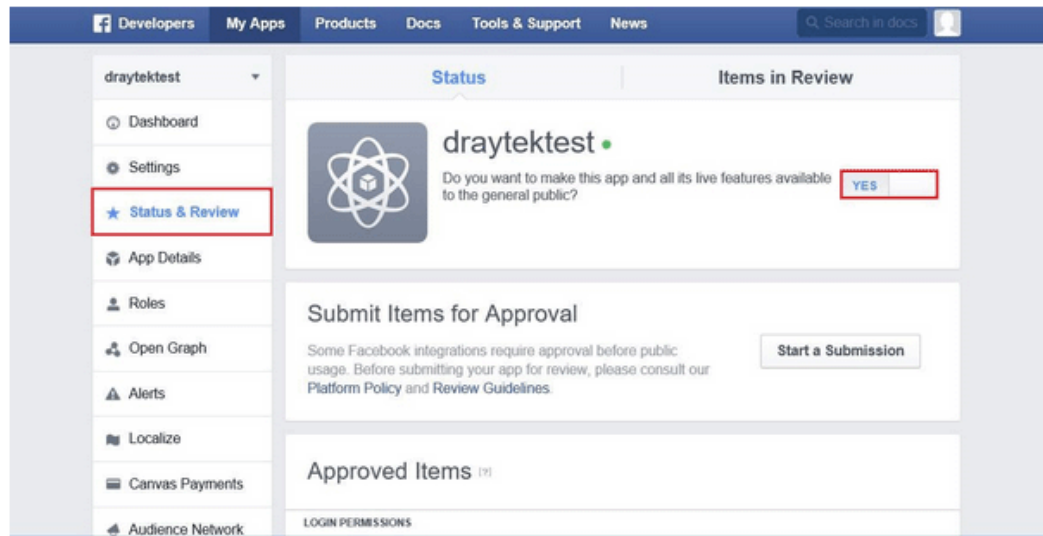 Developers My Apps Products Docs Tools & Support News Search in docs
draytektest
Dashboard
Settings
Status & Review
App Details
Roles
Open Graph
Alerts
Localize
Canvas Payments
Audience Network
Status Items in Review
draytektest
Do you want to make this app and all its live features available
to the general public?
YES
Submit Items for Approval
Some Facebook integrations require approval before public
usage. Before submitting your app for review, please consult our
Platform Policy and Review Guidelines.
Start a Submission
Approved Items [?]
LOGIN PERMISSIONS